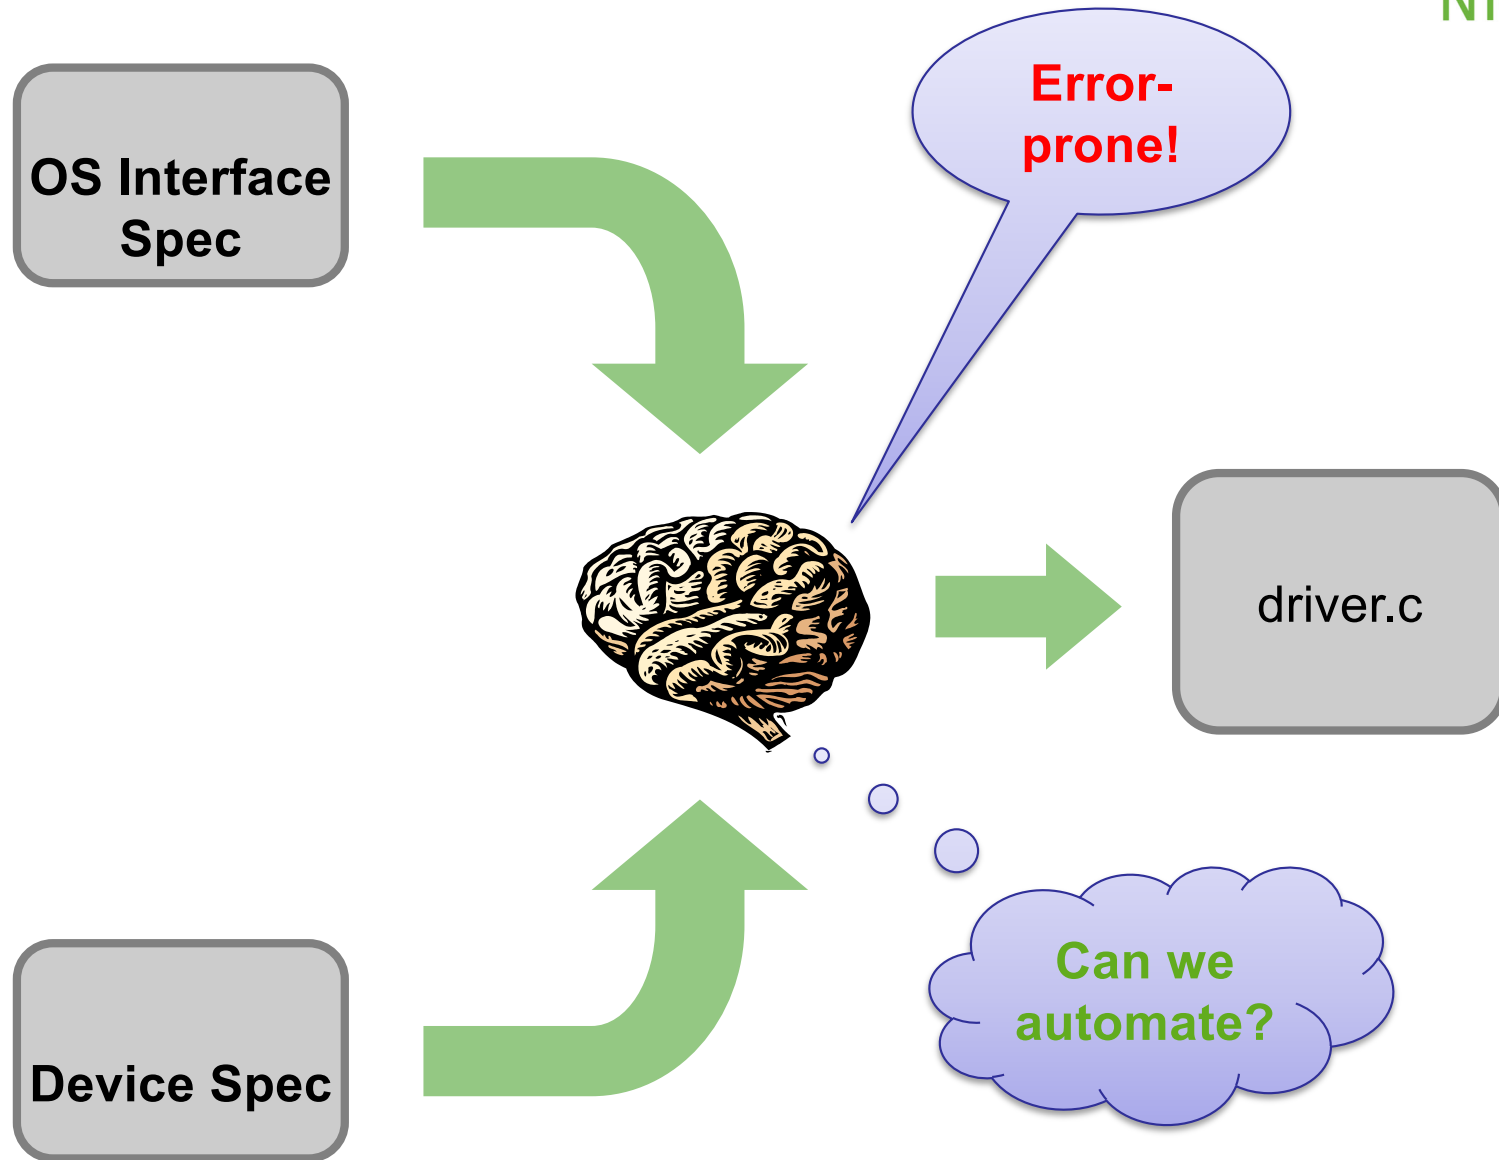 Error-
prone!
OS Interface
Spec
driver.c
Can we
automate?
Device Spec